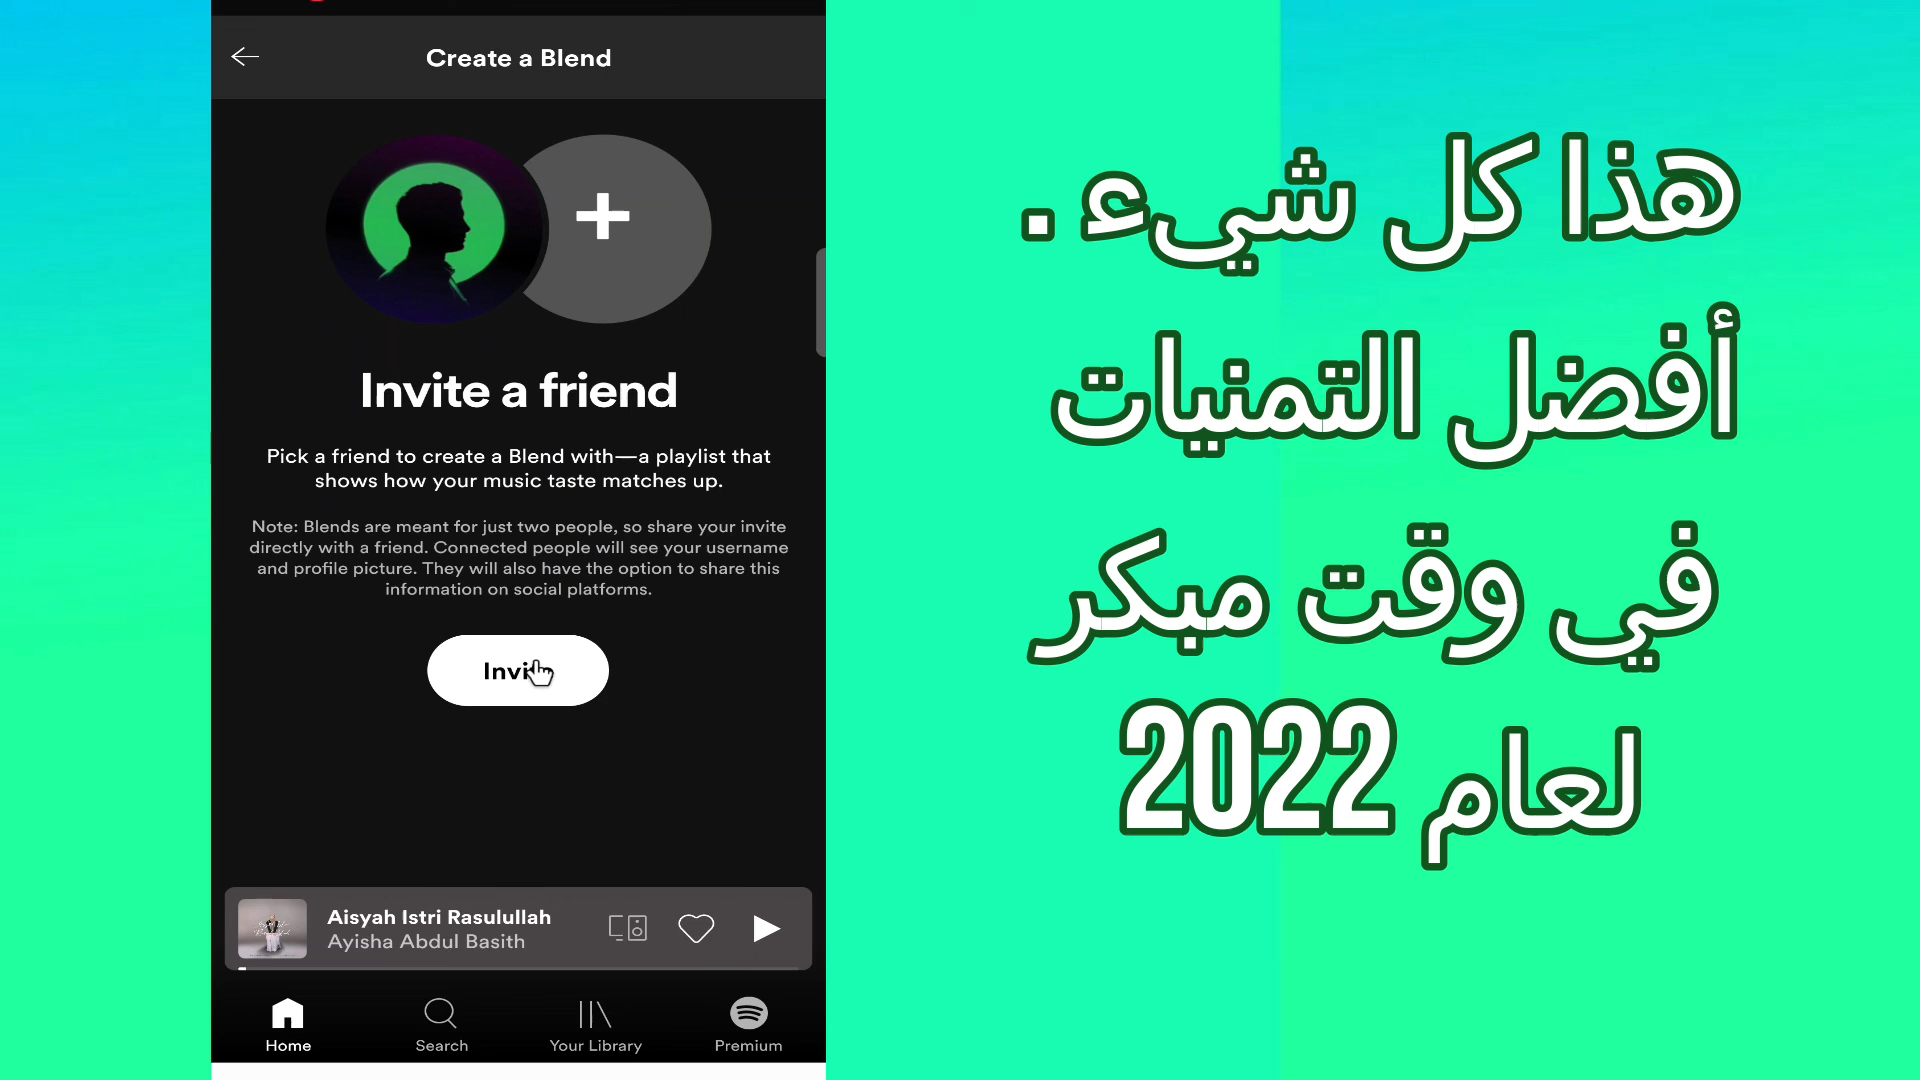 Create a Blend
Invite a friend
Pick a friend to create a Blend with—a playlist that
shows how your music taste matches up.
Note: Blends are meant for just two people, so share your invite
directly with a friend. Connected people will see your username
and profile picture. They will also have the option to share this
information on social platforms.
Aisyah Istri Rasulullah
Ayisha Abdul Basith
Home
Search
Your Library
Premium
هذا كل شيء .
أفضل التمنيات
في وقت مبكر
لعام 2022